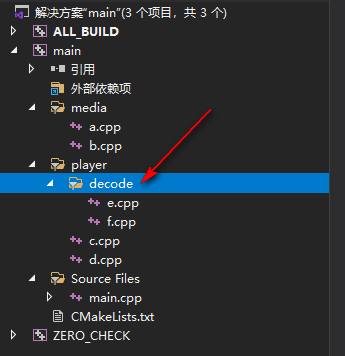 解决方案“main”(3 个项目，共 3 个)
ALL_BUILD
main
引用
外部依赖项
media
a.cpp
b.cpp
player
decode
e.cpp
f.cpp
c.cpp
d.cpp
Source Files
main.cpp
CMakeLists.txt
ZERO_CHECK